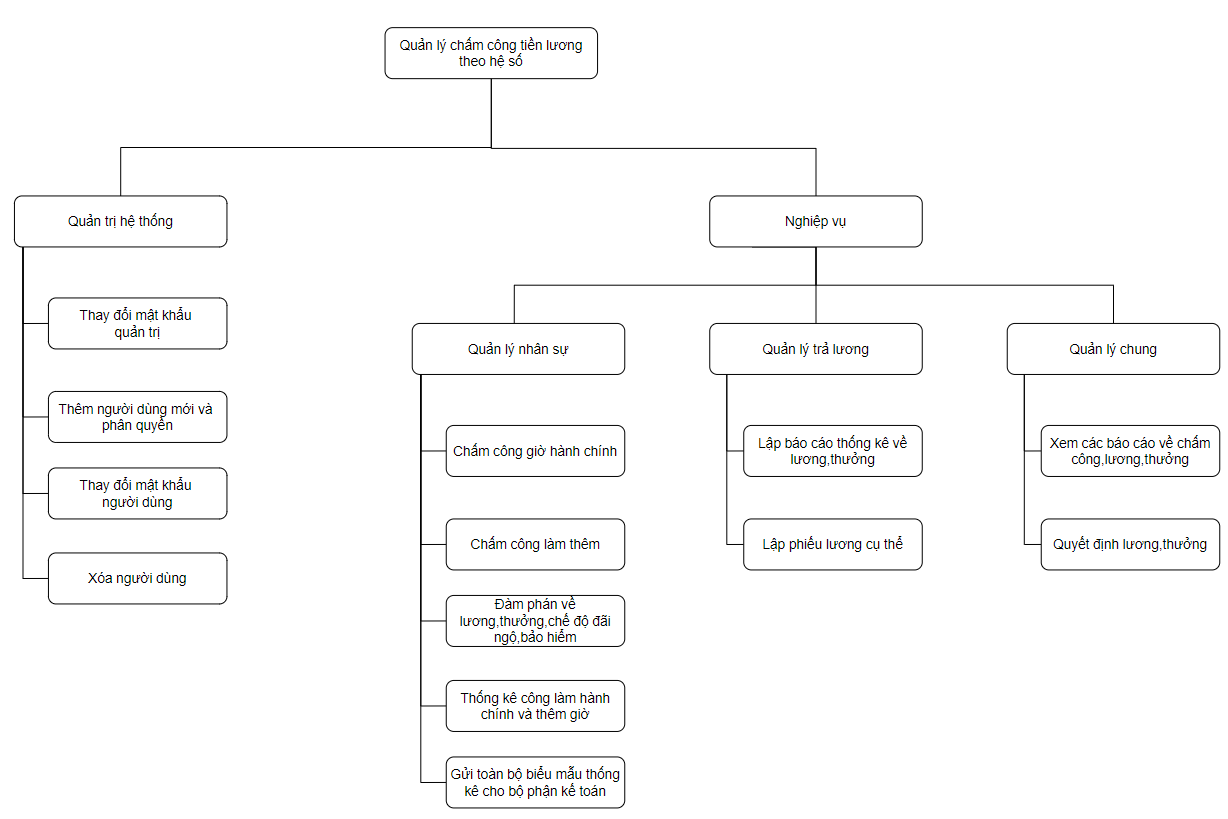 Quản lý chấm công tiền lương
theo hệ số
Quản trị hệ thống
Nghiệp vụ
Thay đổi mật khẩu
quản trị
Thêm người dùng mới và
phân quyền
Thay đổi mật khẩu
người dùng
Xóa người dùng
Quản lý nhân sự
Quản lý trả lương
Quản lý chung
Chấm công giờ hành chính
Chấm công làm thêm
Đàm phán về
lương,thưởng,chế độ đãi
ngộ,bảo hiểm
Thống kê công làm hành
chính và thêm giờ
Gửi toàn bộ biểu mẫu thống
kê cho bộ phận kế toán
Lập báo cáo thống kê về
lương,thưởng
Lập phiếu lương cụ thể
Xem các báo cáo về chấm
công,lương,thưởng
Quyết định lương,thưởng